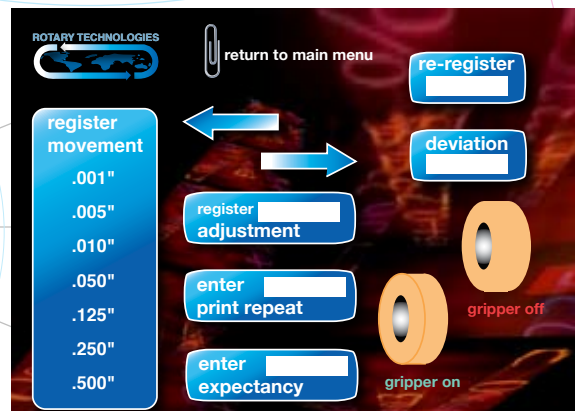 ROTARY TECHNOLOGIES
return to main menu
re-register
register
movement
.001"
.005"
.010"
.050"
.125"
.250"
.500"
deviation
register
adjustment
enter
print repeat
enter
expectancy
gripper off
gripper on